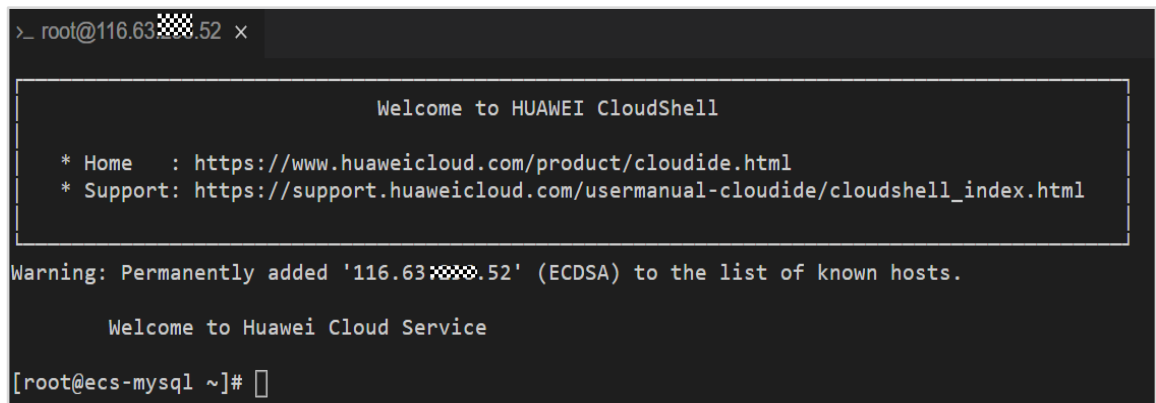 >_ root@116.63. .52 ×
Welcome to HUAWEI CloudShell
* Home   : https://www.huaweicloud.com/product/cloudide.html
* Support: https://support.huaweicloud.com/usermanual-cloudide/cloudshell_index.html
Warning: Permanently added '116.63 .52' (ECDSA) to the list of known hosts.
Welcome to Huawei Cloud Service
[root@ecs-mysql ~]#